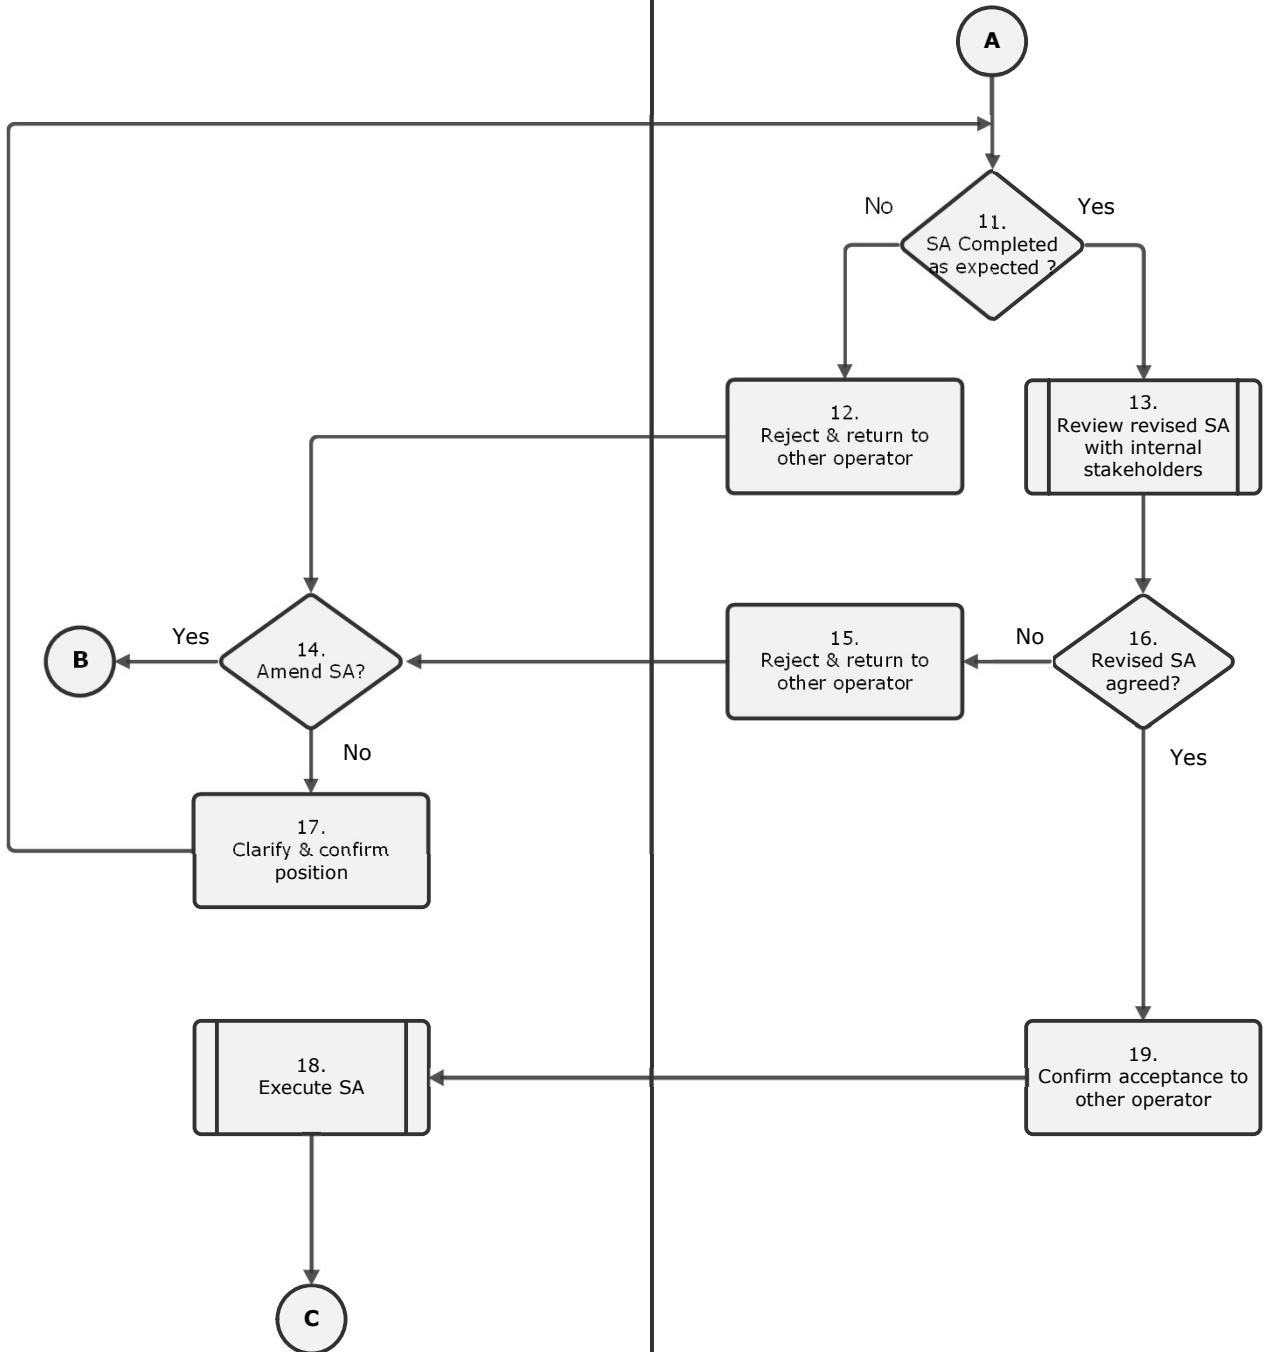 A
No
Yes
11.
SA Completed
as expected ?
12.
Reject & return to
other operator
13.
Review revised SA
with internal
stakeholders
B
Yes
14.
Amend SA?
No
15.
Reject & return to
other operator
No
16.
Revised SA
agreed?
Yes
17.
Clarify & confirm
position
18.
Execute SA
19.
Confirm acceptance to
other operator
C